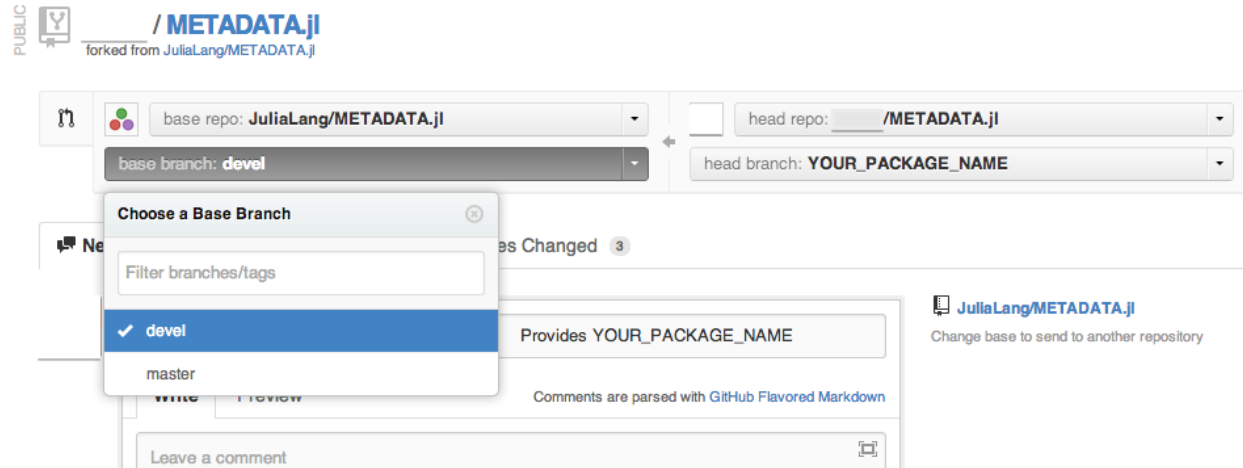 PUBLIC
/ METADATA.jl
forked from JuliaLang/METADATA.jl
base repo: JuliaLang/METADATA.jl
head repo: /METADATA.jl
base branch: devel
head branch: YOUR_PACKAGE_NAME
Choose a Base Branch
Ne
es Changed 3
Filter branches/tags
JuliaLang/METADATA.jl
devel
Provides YOUR_PACKAGE_NAME
Change base to send to another repository
master
Write Preview
Comments are parsed with GitHub Flavored Markdown
Leave a comment